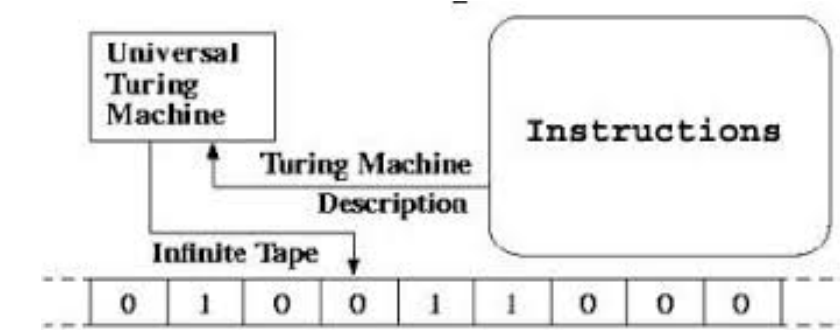 Universal
Turing
Machine
Instructions
Turing Machine
Description
Infinite Tape
0 1 0 0 1 1 0 0 0